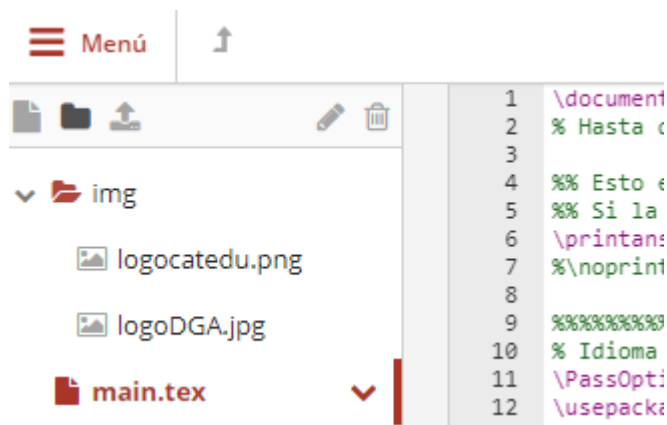 Menú
img
logocatedu.png
logoDGA.jpg
main.tex
1 \document
2 % Hasta
3
4 %% Esto
5 %% Si la
6 \printans
7 %\noprint
8
9 %%%%%%%%%
10 % Idioma
11 \PassOpti
12 \usepacka